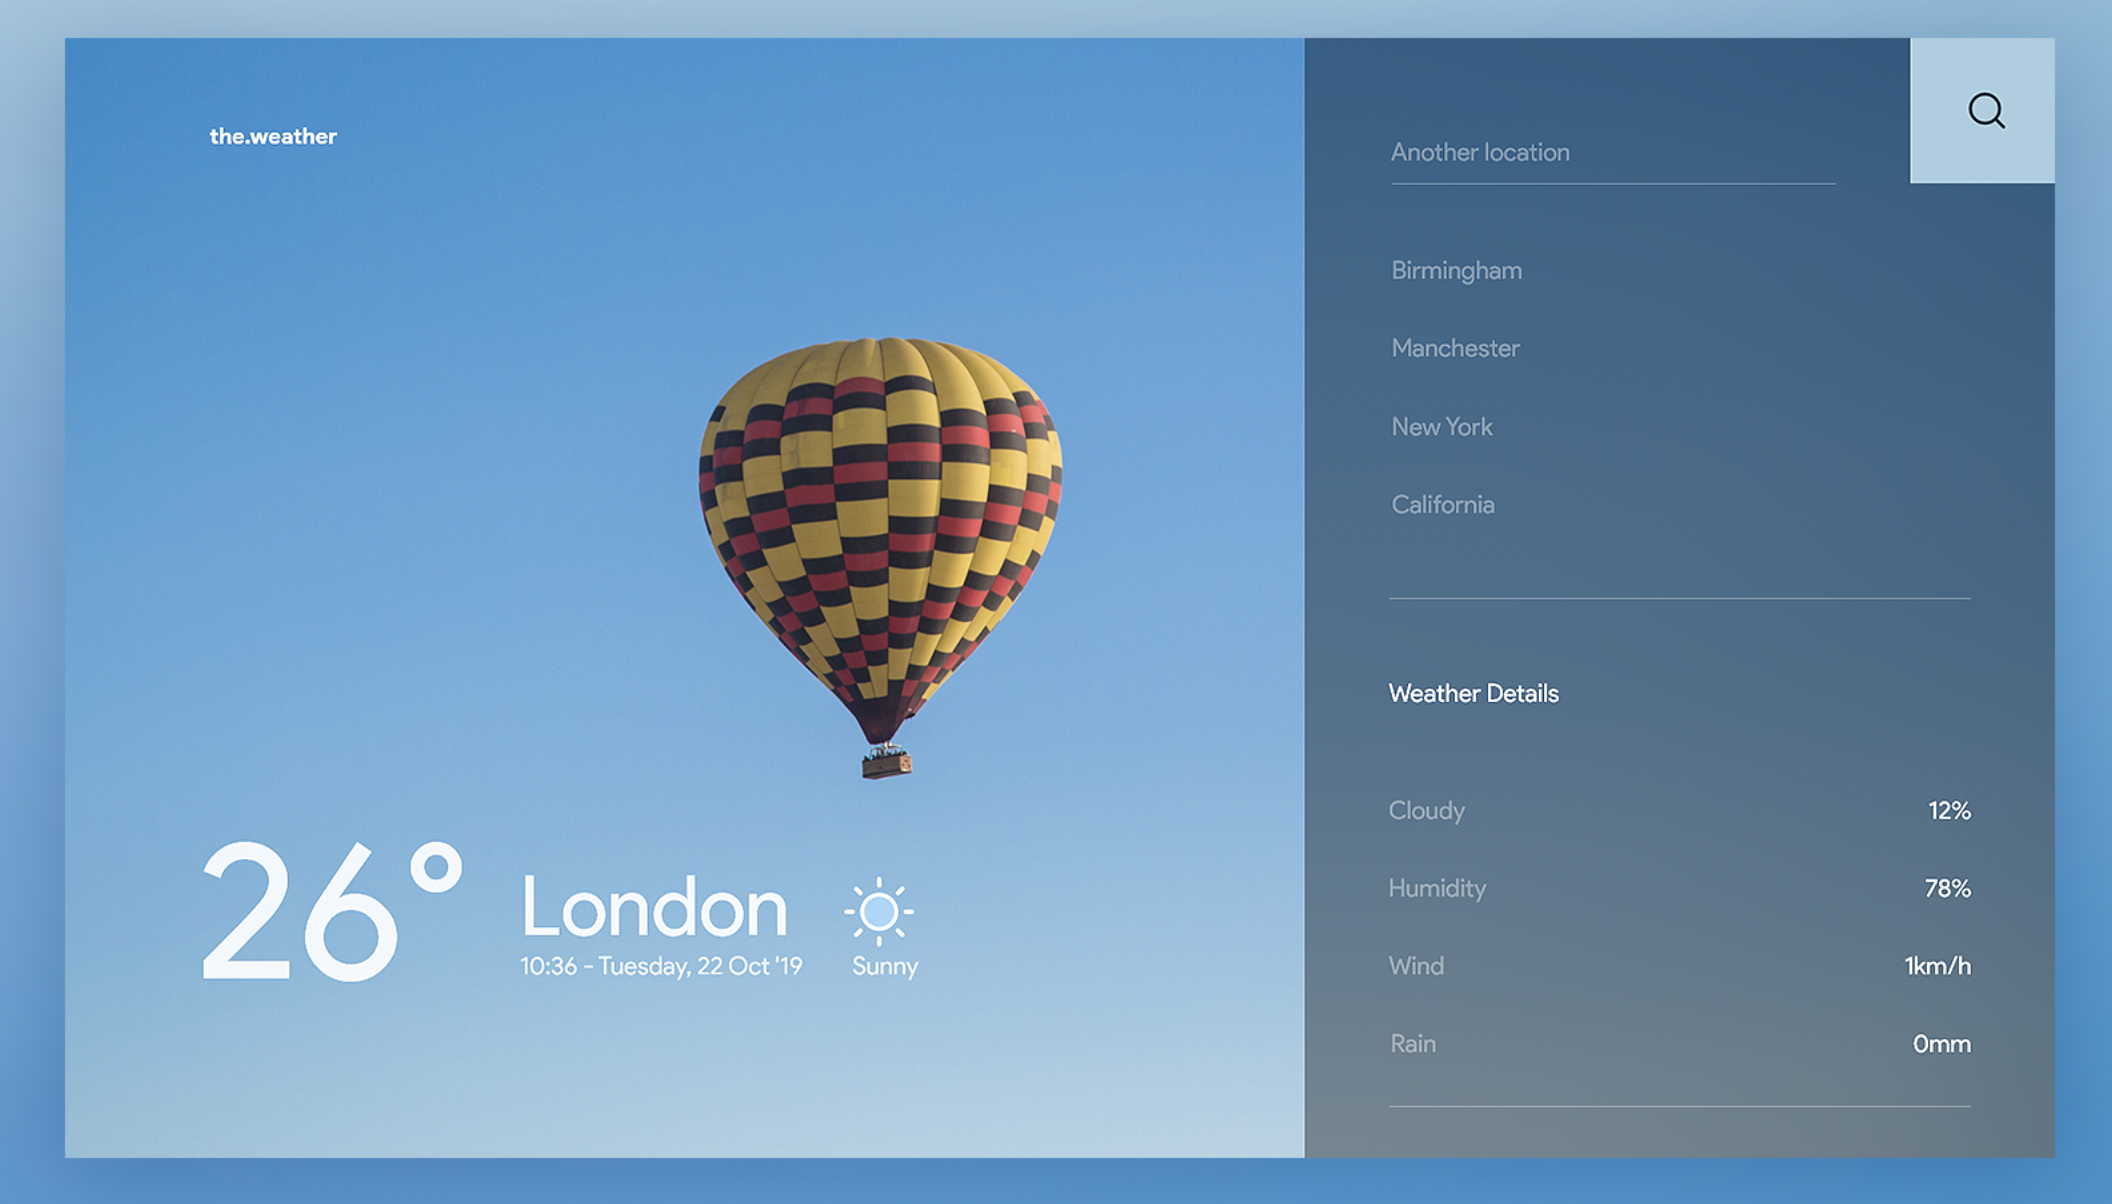 the.weather
26°
London
10:36 - Tuesday, 22 Oct '19
Sunny
Another location
Birmingham
Manchester
New York
California
Weather Details
Cloudy 12%
Humidity 78%
Wind 1km/h
Rain 0mm